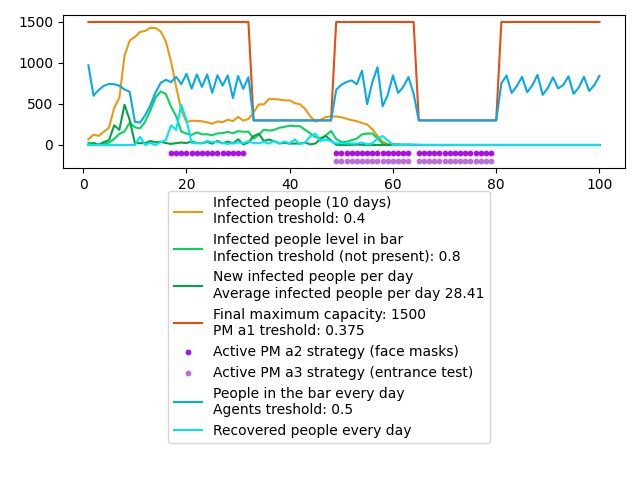 1500
1000
500
0
0 20 40 60 80 100
Infected people (10 days)
Infection treshold: 0.4
Infected people level in bar
Infection treshold (not present): 0.8
New infected people per day
Average infected people per day 28.41
Final maximum capacity: 1500
PM a1 treshold: 0.375
Active PM a2 strategy (face masks)
Active PM a3 strategy (entrance test)
People in the bar every day
Agents treshold: 0.5
Recovered people every day